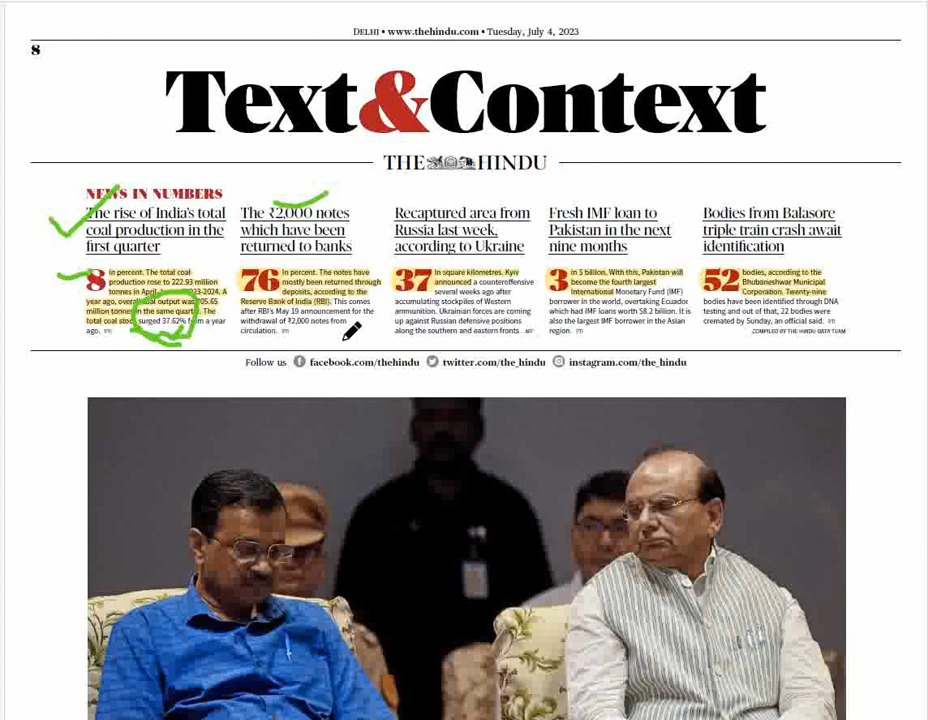 DELHI • www.thehindu.com • Tuesday, July 4, 2023
8
Text&Context
THE HINDU
NEWS IN NUMBERS
The rise of India's total
coal production in the
first quarter
8 In percent. The total coal
production rose to 222.93 million
tonnes in April-June 2023-2024. A
year ago, overall coal output was 205.65
million tonnes in the same quarter. The
total coal stock surged 37.62% from a year
ago. PTI
The ₹2,000 notes
which have been
returned to banks
76 In percent. The notes have
mostly been returned through
deposits, according to the
Reserve Bank of India (RBI). This comes
after RBI's May 19 announcement for the
withdrawal of ₹2,000 notes from
circulation. PTI
Recaptured area from
Russia last week,
according to Ukraine
37 In square kilometres. Kyiv
announced a counteroffensive
several weeks ago after
accumulating stockpiles of Western
ammunition. Ukrainian forces are coming
up against Russian defensive positions
along the southern and eastern fronts. AFP
Fresh IMF loan to
Pakistan in the next
nine months
3 In $ billion. With this, Pakistan will
become the fourth largest
International Monetary Fund (IMF)
borrower in the world, overtaking Ecuador
which had IMF loans worth $8.2 billion. It is
also the largest IMF borrower in the Asian
region. PTI
Bodies from Balasore
triple train crash await
identification
52 bodies, according to the
Bhubaneshwar Municipal
Corporation. Twenty-nine
bodies have been identified through DNA
testing and out of that, 22 bodies were
cremated by Sunday, an official said. PTI
COMPILED BY THE HINDU DATA TEAM
Follow us facebook.com/thehindu twitter.com/the_hindu instagram.com/the_hindu